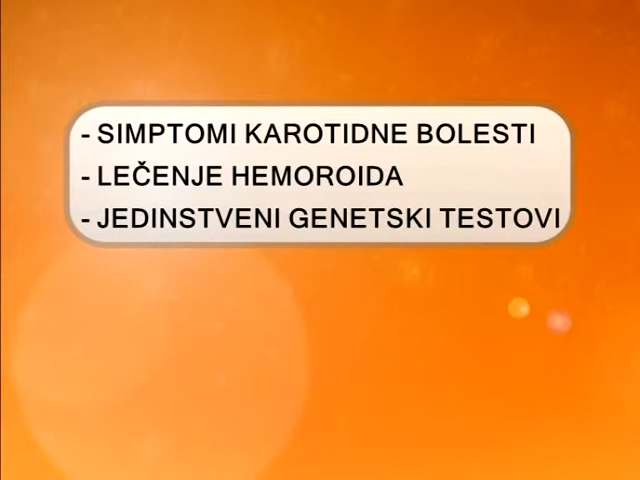 - SIMPTOMI KAROTIDNE BOLESTI
- LEČENJE HEMOROIDA
- JEDINSTVENI GENETSKI TESTOVI